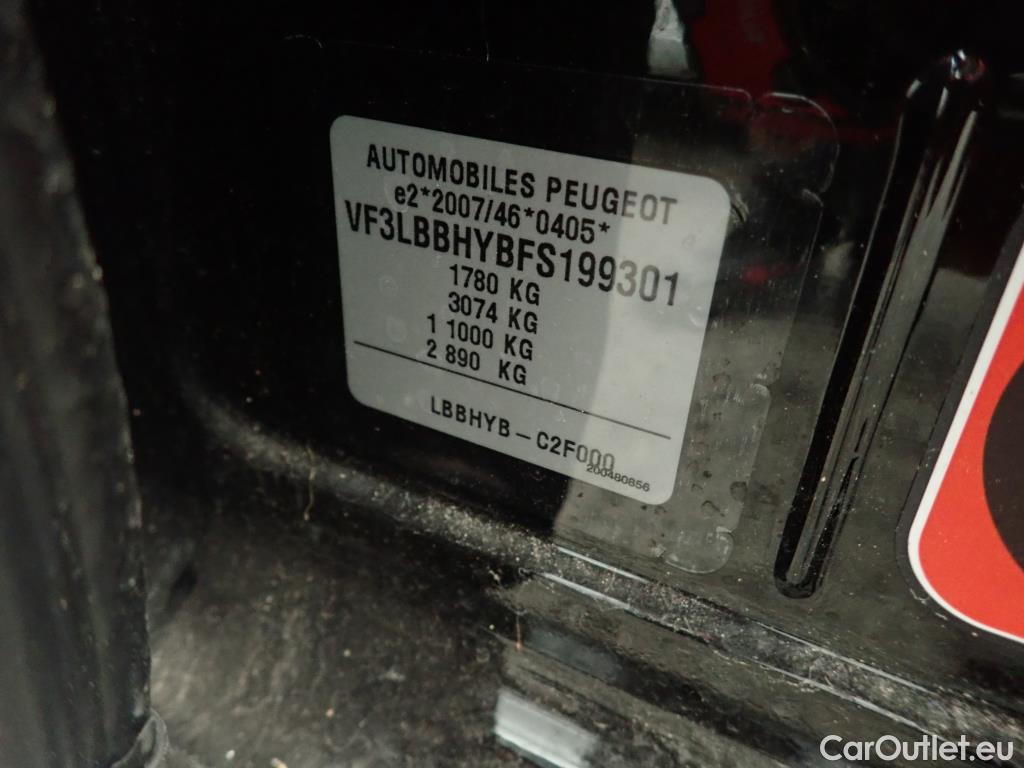 AUTOMOBILES PEUGEOT
e2*2007/46*0405*
VF3LBBHYBFS199301
1780 KG
3074 KG
1 1000 KG
2 890 KG
LBBHYB-C2F000
200480856
CarOutlet.eu